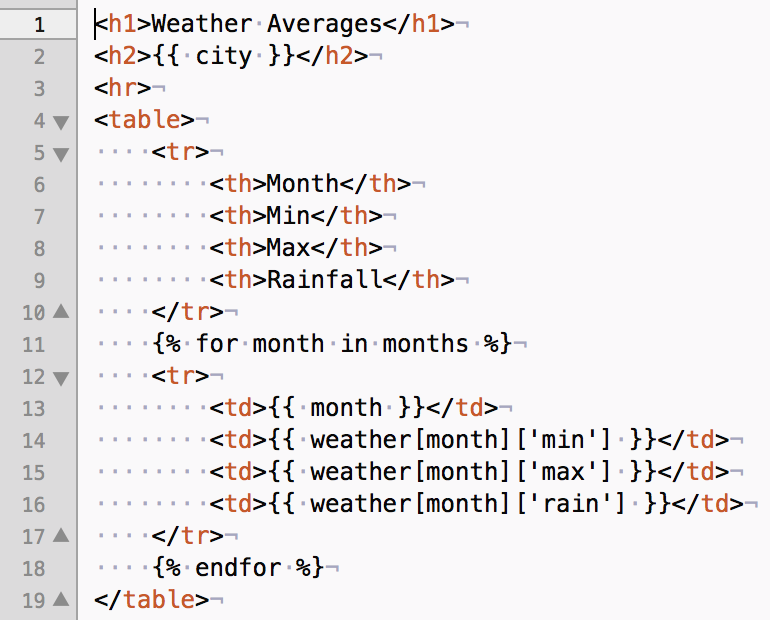 1 <h1>Weather Averages</h1>
2 <h2>{{ city }}</h2>
3 <hr>
4 <table>
5     <tr>
6         <th>Month</th>
7         <th>Min</th>
8         <th>Max</th>
9         <th>Rainfall</th>
10     </tr>
11     {% for month in months %}
12     <tr>
13         <td>{{ month }}</td>
14         <td>{{ weather[month]['min'] }}</td>
15         <td>{{ weather[month]['max'] }}</td>
16         <td>{{ weather[month]['rain'] }}</td>
17     </tr>
18     {% endfor %}
19 </table>